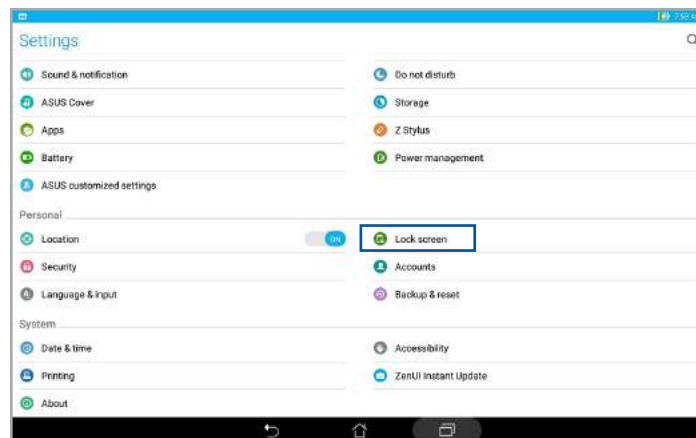 Settings
Sound & notification
Do not disturb
ASUS Cover
Storage
Apps
Z Stylus
Battery
Power management
ASUS customized settings
Personal
Location ON
Lock screen
Security
Accounts
Language & input
Backup & reset
System
Date & time
Accessibility
Printing
ZenUI Instant Update
About